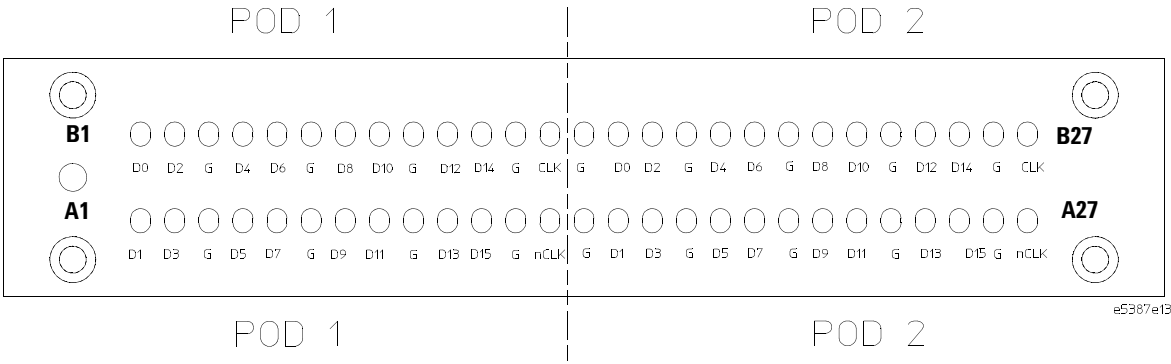 POD 1 POD 2
B1 B27
D0 D2 G D4 D6 G D8 D10 G D12 D14 G CLK G D0 D2 G D4 D6 G D8 D10 G D12 D14 G CLK
A1 A27
D1 D3 G D5 D7 G D9 D11 G D13 D15 G nCLK G D1 D3 G D5 D7 G D9 D11 G D13 D15 G nCLK
e5387e13
POD 1 POD 2